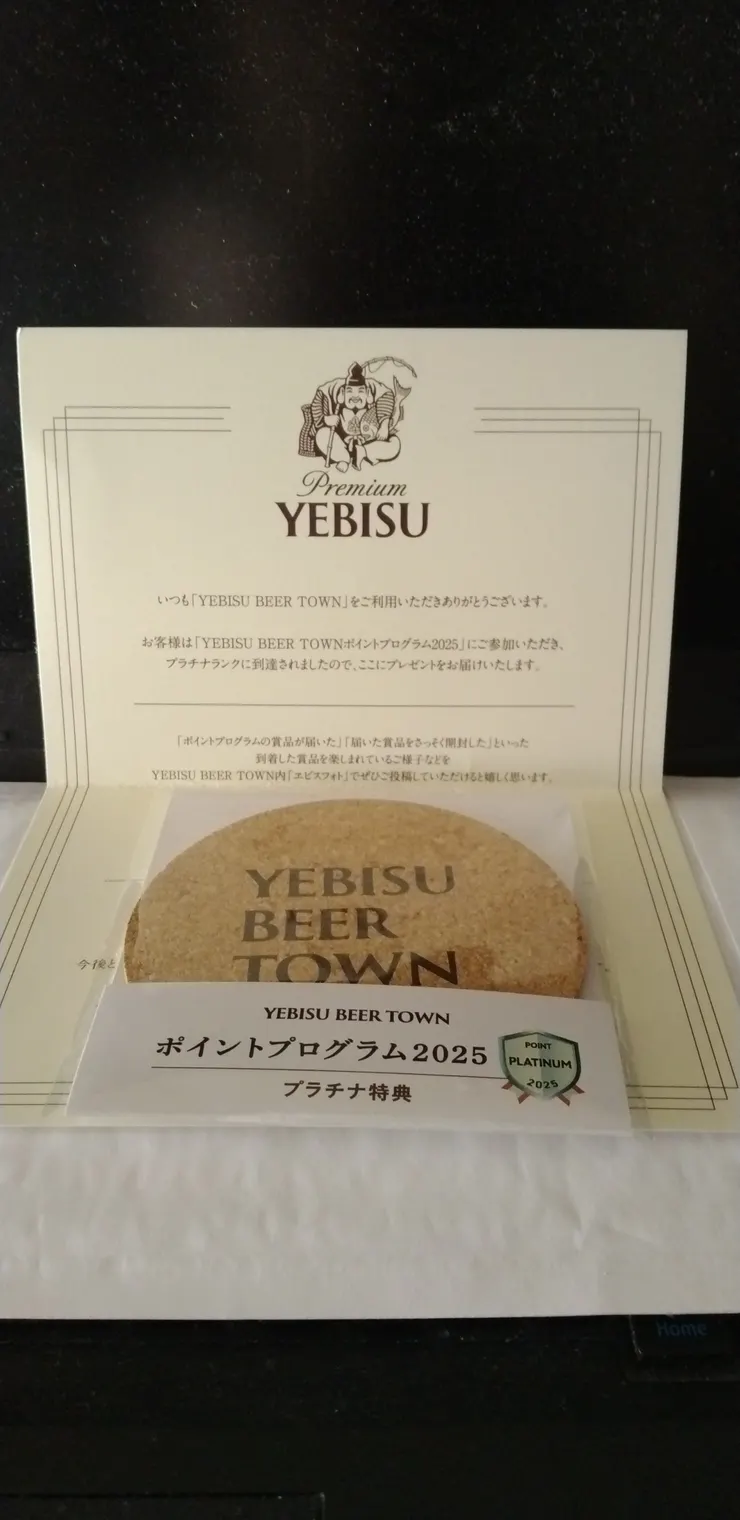 Premium
YEBISU
いつも「YEBISU BEER TOWN」をご利用いただきありがとうございます。
お客様は「YEBISU BEER TOWNポイントプログラム2025」にご参加いただき、
プラチナランクに到達されましたので、ここにプレゼントをお届けいたします。
「ポイントプログラムの賞品が届いた」「届いた賞品をさっそく開封した」といった
到着した賞品を楽しまれているご様子などを
YEBISU BEER TOWN内「ヱビスフォト」でぜひご投稿していただけると嬉しく思います。
YEBISU
BEER
TOWN
今後と
YEBISU BEER TOWN
ポイントプログラム2025
プラチナ特典
POINT
PLATINUM
2025
Home